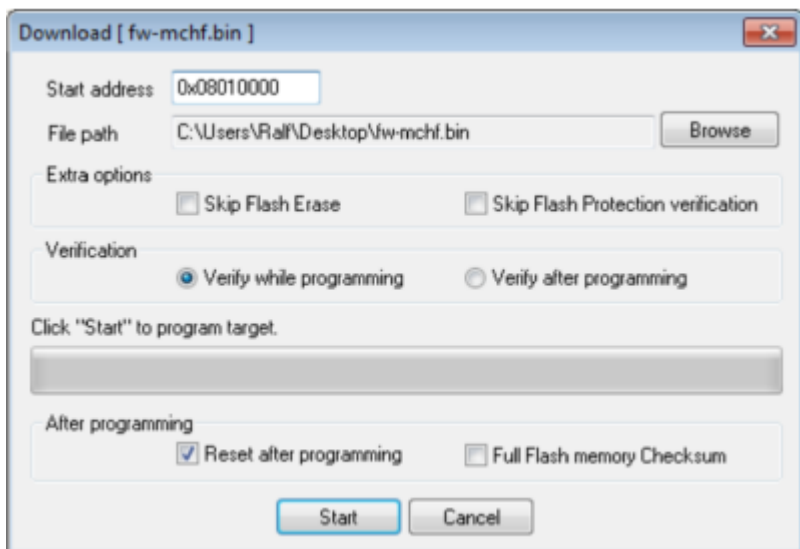 Download [ fw-mchf.bin ]
Start address 0x08010000
File path C:\Users\Ralf\Desktop\fw-mchf.bin Browse
Extra options
Skip Flash Erase Skip Flash Protection verification
Verification
Verify while programming Verify after programming
Click "Start" to program target.
After programming
Reset after programming Full Flash memory Checksum
Start Cancel